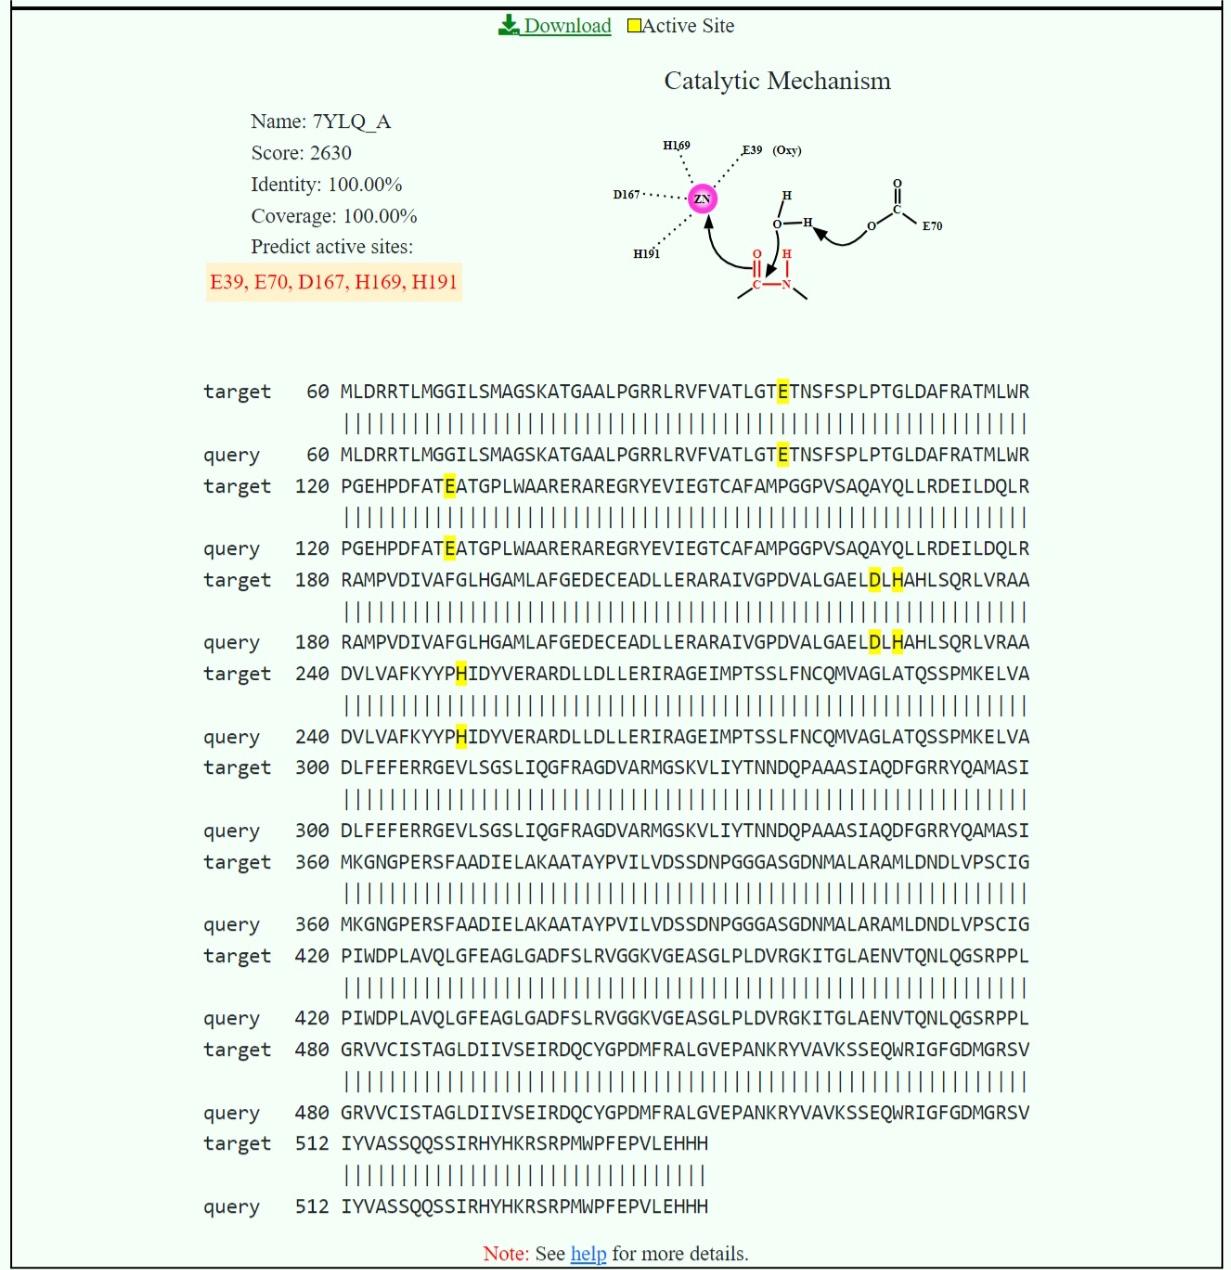 Download Active Site
Catalytic Mechanism
Name: 7YLQ_A
Score: 2630
Identity: 100.00%
Coverage: 100.00%
Predict active sites:
E39, E70, D167, H169, H191
H169
E39 (Oxy)
D167
ZN
H191
H
O
H
O
C
O
E70
O
H
C
N
target 60 MLDRRTLMGGILSMAGSKATGAALPGRRLRVFVATLGTETNSFSPLPTGLDAFRATMLWR
||||||||||||||||||||||||||||||||||||||||||||||||||||||||||||
query 60 MLDRRTLMGGILSMAGSKATGAALPGRRLRVFVATLGTETNSFSPLPTGLDAFRATMLWR
target 120 PGEHPDFATEATGPLWAARERAREGRYEVIEGTCAFAMPGGPVSAQAYQLLRDEILDQLR
||||||||||||||||||||||||||||||||||||||||||||||||||||||||||||
query 120 PGEHPDFATEATGPLWAARERAREGRYEVIEGTCAFAMPGGPVSAQAYQLLRDEILDQLR
target 180 RAMPVDIVAFGLHGAMLAFGEDECEADLLERARAIVGPDVALGAELDLHAHLSQRLVRAA
||||||||||||||||||||||||||||||||||||||||||||||||||||||||||||
query 180 RAMPVDIVAFGLHGAMLAFGEDECEADLLERARAIVGPDVALGAELDLHAHLSQRLVRAA
target 240 DVLVAFKYYPHIDYVERARDLLDLLERIRAGEIMPTSSLFNCQMVAGLATQSSPMKELVA
||||||||||||||||||||||||||||||||||||||||||||||||||||||||||||
query 240 DVLVAFKYYPHIDYVERARDLLDLLERIRAGEIMPTSSLFNCQMVAGLATQSSPMKELVA
target 300 DLFEFERRGEVLSGSLIQGFRAGDVARMGSKVLIYTNNDQPAAASIAQDFGRRYQAMASI
||||||||||||||||||||||||||||||||||||||||||||||||||||||||||||
query 300 DLFEFERRGEVLSGSLIQGFRAGDVARMGSKVLIYTNNDQPAAASIAQDFGRRYQAMASI
target 360 MKGNGPERSFAADIELAKAATAYPVILVDSSDNPGGGASGDNMALARAMLDNDLVPSCIG
||||||||||||||||||||||||||||||||||||||||||||||||||||||||||||
query 360 MKGNGPERSFAADIELAKAATAYPVILVDSSDNPGGGASGDNMALARAMLDNDLVPSCIG
target 420 PIWDPLAVQLGFEAGLGADFSLRVGGKVGEASGLPLDVRGKITGLAENVTQNLQGSRPPL
||||||||||||||||||||||||||||||||||||||||||||||||||||||||||||
query 420 PIWDPLAVQLGFEAGLGADFSLRVGGKVGEASGLPLDVRGKITGLAENVTQNLQGSRPPL
target 480 GRVVCISTAGLDIIVSEIRDQCYGPDMFRALGVEPANKRYVAVKSSEQWRIGFGDMGRSV
||||||||||||||||||||||||||||||||||||||||||||||||||||||||||||
query 480 GRVVCISTAGLDIIVSEIRDQCYGPDMFRALGVEPANKRYVAVKSSEQWRIGFGDMGRSV
target 512 IYVASSQQSSIRHYHKRSRPMWPFEPVLEHHH
||||||||||||||||||||||||||||||||
query 512 IYVASSQQSSIRHYHKRSRPMWPFEPVLEHHH
Note: See help for more details.